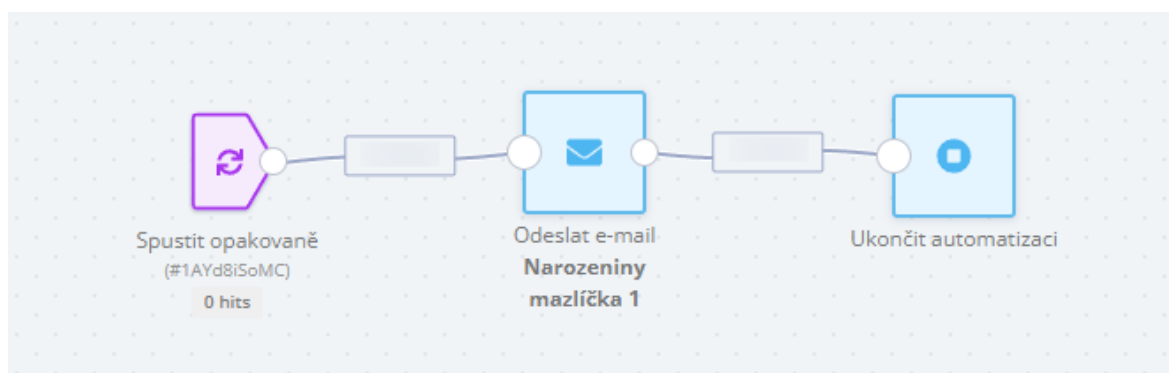 Spustit opakovaně
(#1AYd8iSoMC)
0 hits
Odeslat e-mail
Narozeniny
mazlíčka 1
Ukončit automatizaci